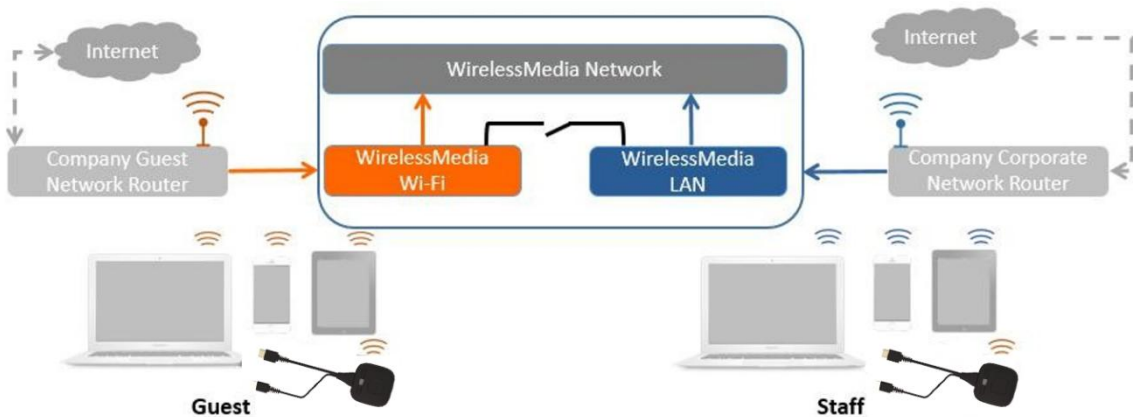 Internet
Internet
WirelessMedia Network
Company Guest
Network Router
WirelessMedia
Wi-Fi
WirelessMedia
LAN
Company Corporate
Network Router
Guest
Staff